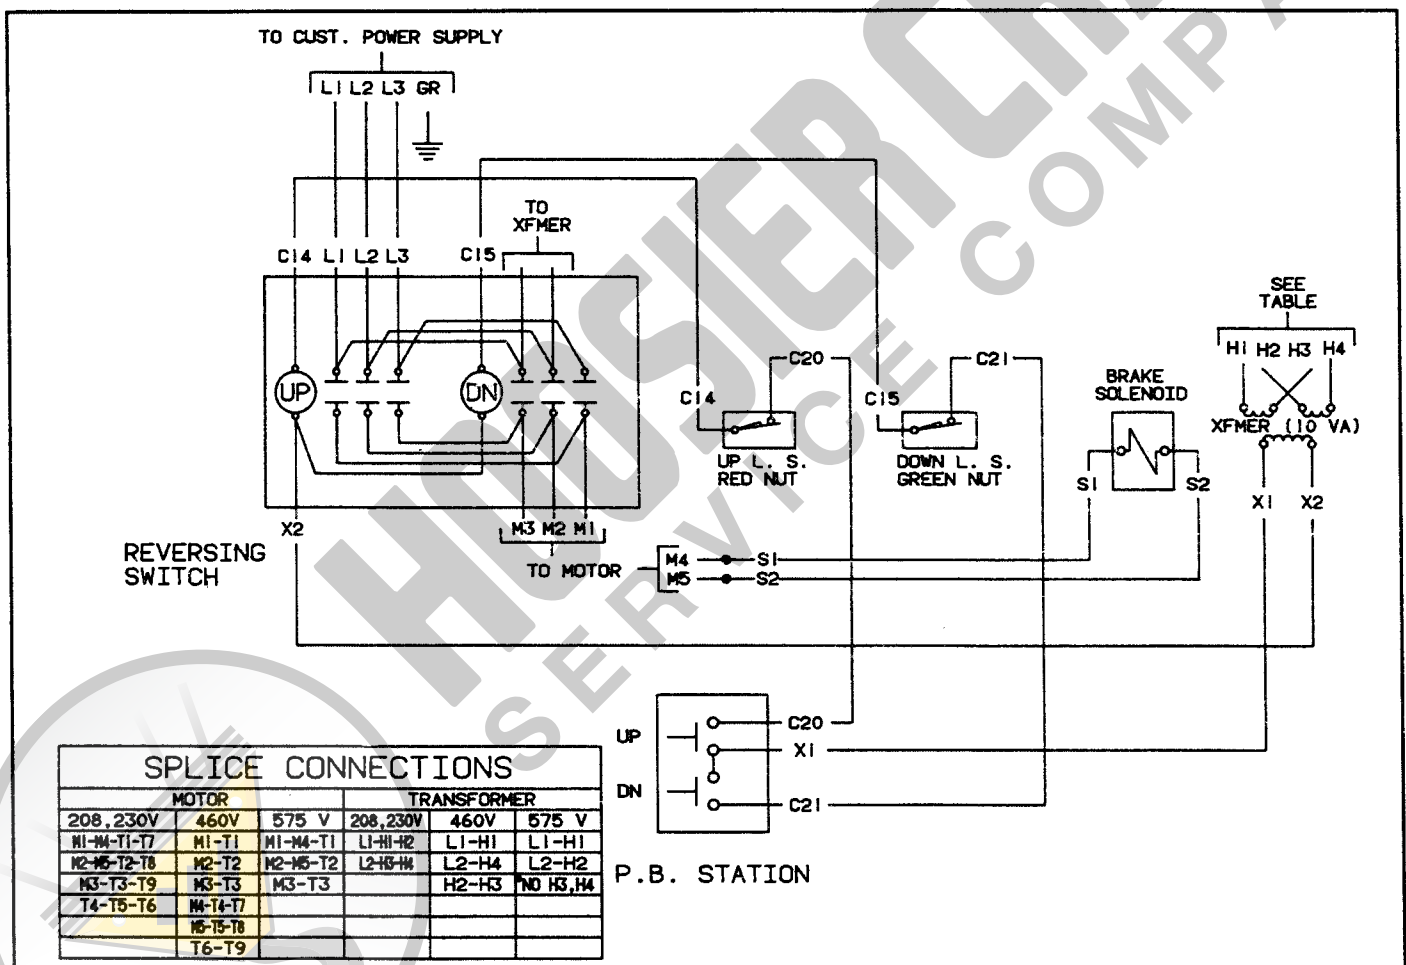 TO CUST. POWER SUPPLY
L1 L2 L3 GR
TO
XFMER
C14 L1 L2 L3 C15
UP
DN
X2
M3 M2 M1
REVERSING
SWITCH
TO MOTOR
M4 S1
M5 S2
C14
C20
UP L. S.
RED NUT
C15
C21
DOWN L. S.
GREEN NUT
BRAKE
SOLENOID
S1
S2
SEE
TABLE
H1 H2 H3 H4
XFMER (10 VA)
X1 X2
UP
DN
C20
X1
C21
P.B. STATION
SPLICE CONNECTIONS
MOTOR TRANSFORMER
208,230V 460V 575 V 208,230V 460V 575 V
M1-M4-T1-T7 M1-T1 M1-M4-T1 L1-H1-H2 L1-H1 L1-H1
M2-M5-T2-T8 M2-T2 M2-M5-T2 L2-H3-H4 L2-H4 L2-H2
M3-T3-T9 M3-T3 M3-T3 H2-H3 *NO H3,H4
T4-T5-T6 M4-T4-T7
M5-T5-T8
T6-T9
HOOSIER
SERVICE COMPA